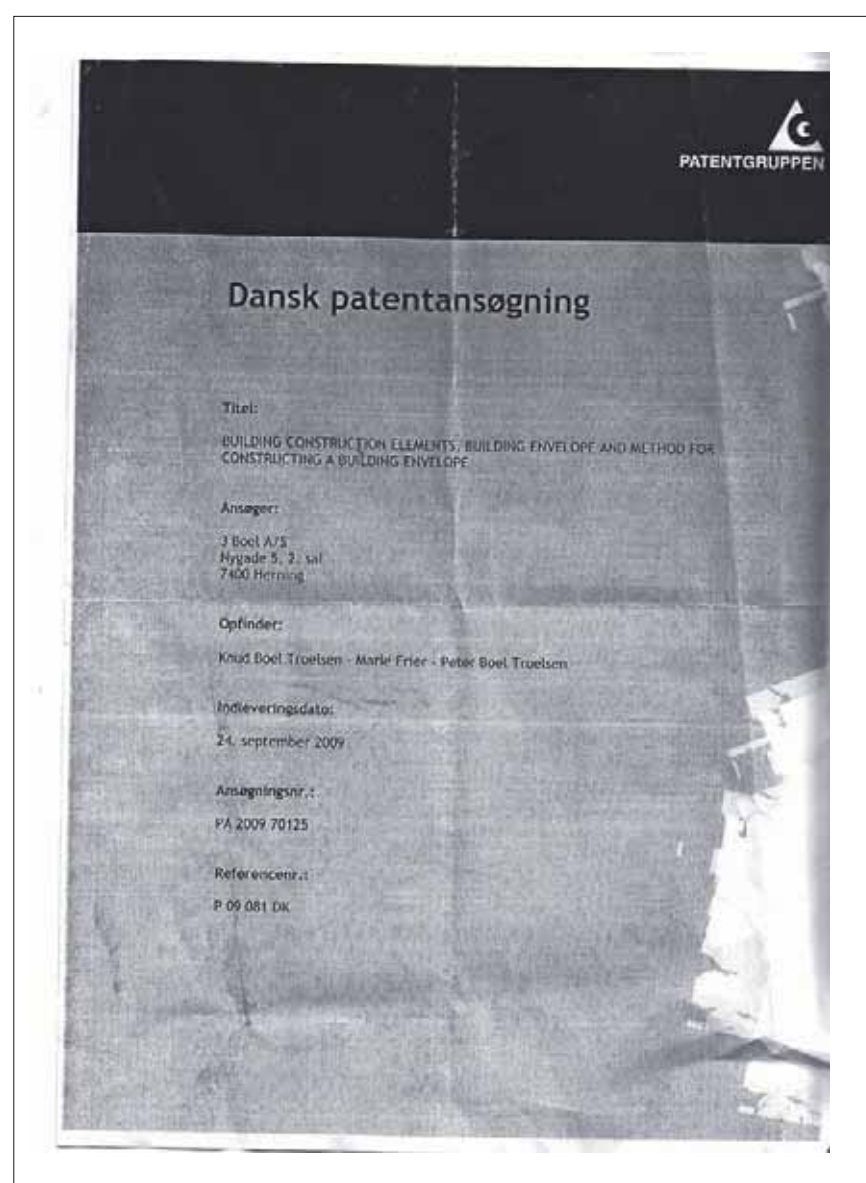 PATENTGRUPPEN
Dansk patentansøgning
Titel:
BUILDING CONSTRUCTION ELEMENTS, BUILDING ENVELOPE AND METHOD FOR
CONSTRUCTING A BUILDING ENVELOPE
Ansøger:
3 Boel A/S
Nygade 5, 2. sal
7400 Herning
Opfinder:
Knud Boel Troelsen - Marie Frier - Peter Boel Troelsen
Indleveringsdato:
24. september 2009
Ansøgningsnr.:
PA 2009 70125
Referencenr.:
P 09 081 DK